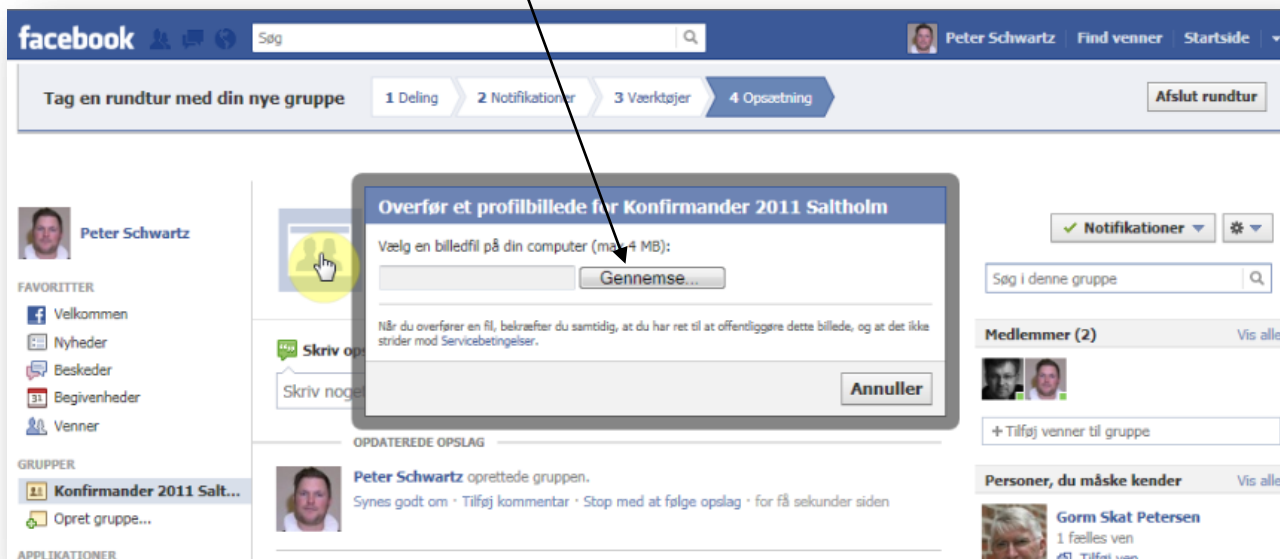 facebook
Søg
Peter Schwartz
Find venner
Startside
Tag en rundtur med din nye gruppe
1 Deling
2 Notifikationer
3 Værktøjer
4 Opsætning
Afslut rundtur
Peter Schwartz
FAVORITTER
Velkommen
Nyheder
Beskeder
31 Begivenheder
Venner
GRUPPER
Konfirmander 2011 Salt...
Opret gruppe...
APPLIKATIONER
Overfør et profilbillede for Konfirmander 2011 Saltholm
Vælg en billedfil på din computer (max 4 MB):
Gennemse...
Når du overfører en fil, bekræfter du samtidig, at du har ret til at offentliggøre dette billede, og at det ikke
strider mod Servicebetingelser.
Annuller
Skriv ops
Skriv noget
OPDATEREDE OPSLAG
Peter Schwartz oprettede gruppen.
Synes godt om · Tilføj kommentar · Stop med at følge opslag · for få sekunder siden
✓ Notifikationer
Søg i denne gruppe
Medlemmer (2)
Vis alle
+ Tilføj venner til gruppe
Personer, du måske kender
Vis alle
Gorm Skat Petersen
1 fælles ven
Tilføj ven